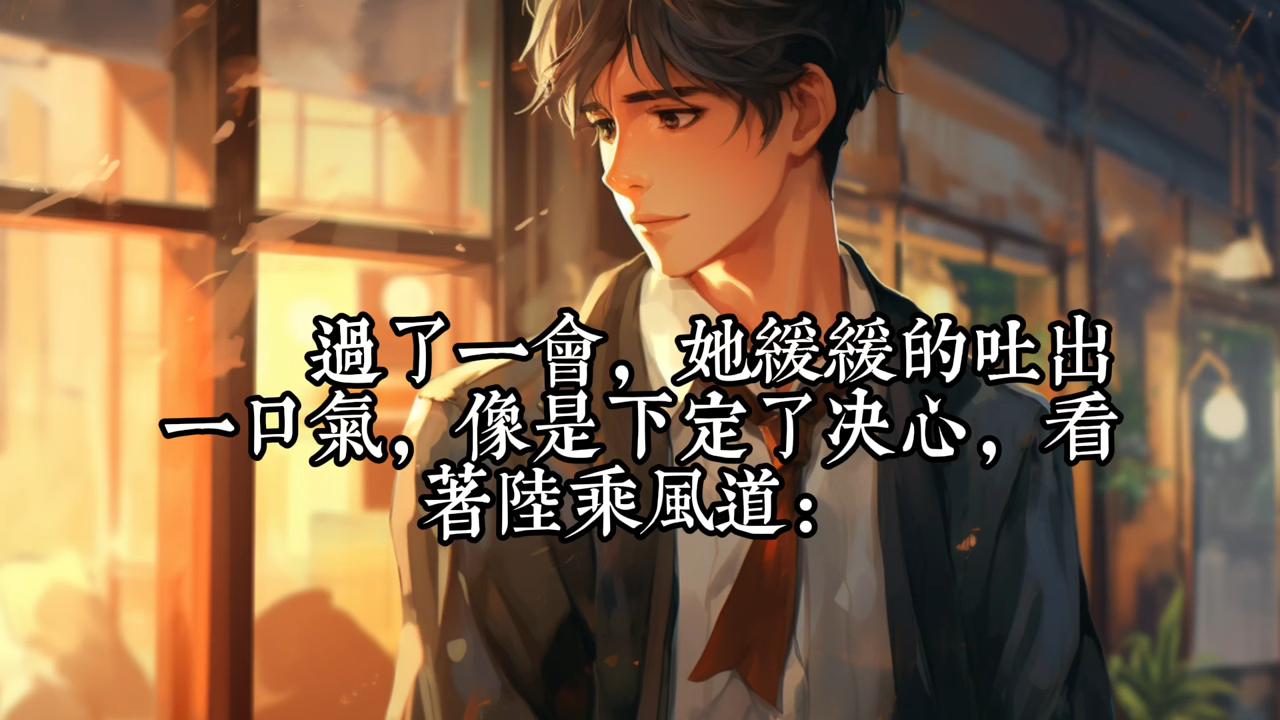 過了一會，她緩緩的吐出
一口氣，像是下定了决心，看
著陸乘風道：